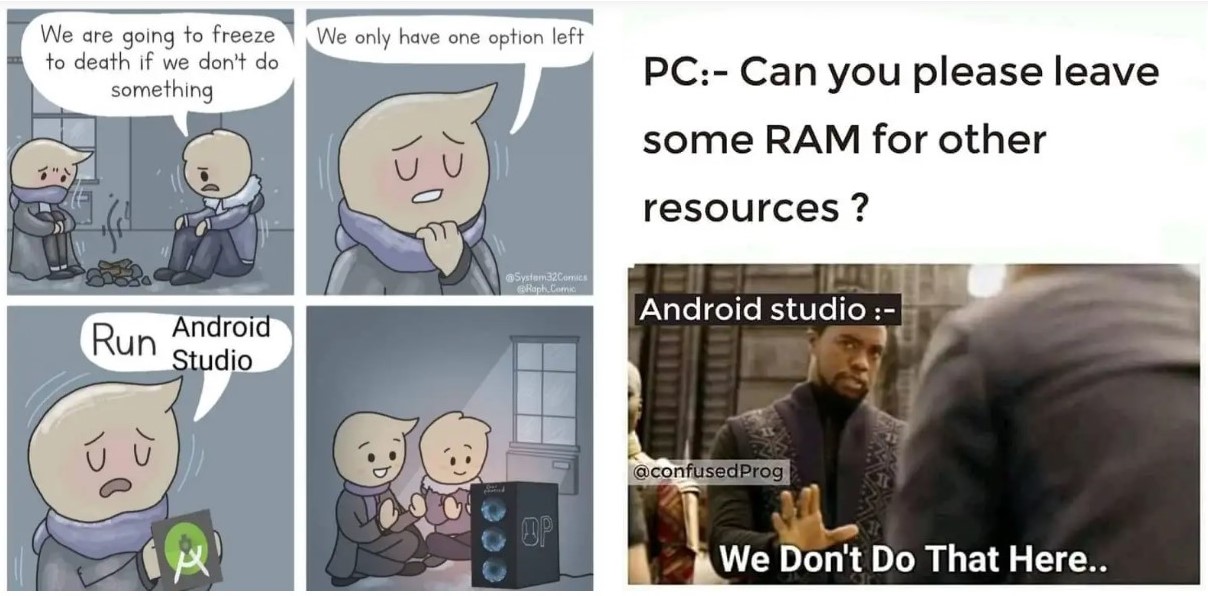 We are going to freeze
to death if we don't do
something
We only have one option left
@System32Comics
@Raph_Comic
Run Android
Studio
OP
PC:- Can you please leave
some RAM for other
resources ?
Android studio :-
@confusedProg
We Don't Do That Here..